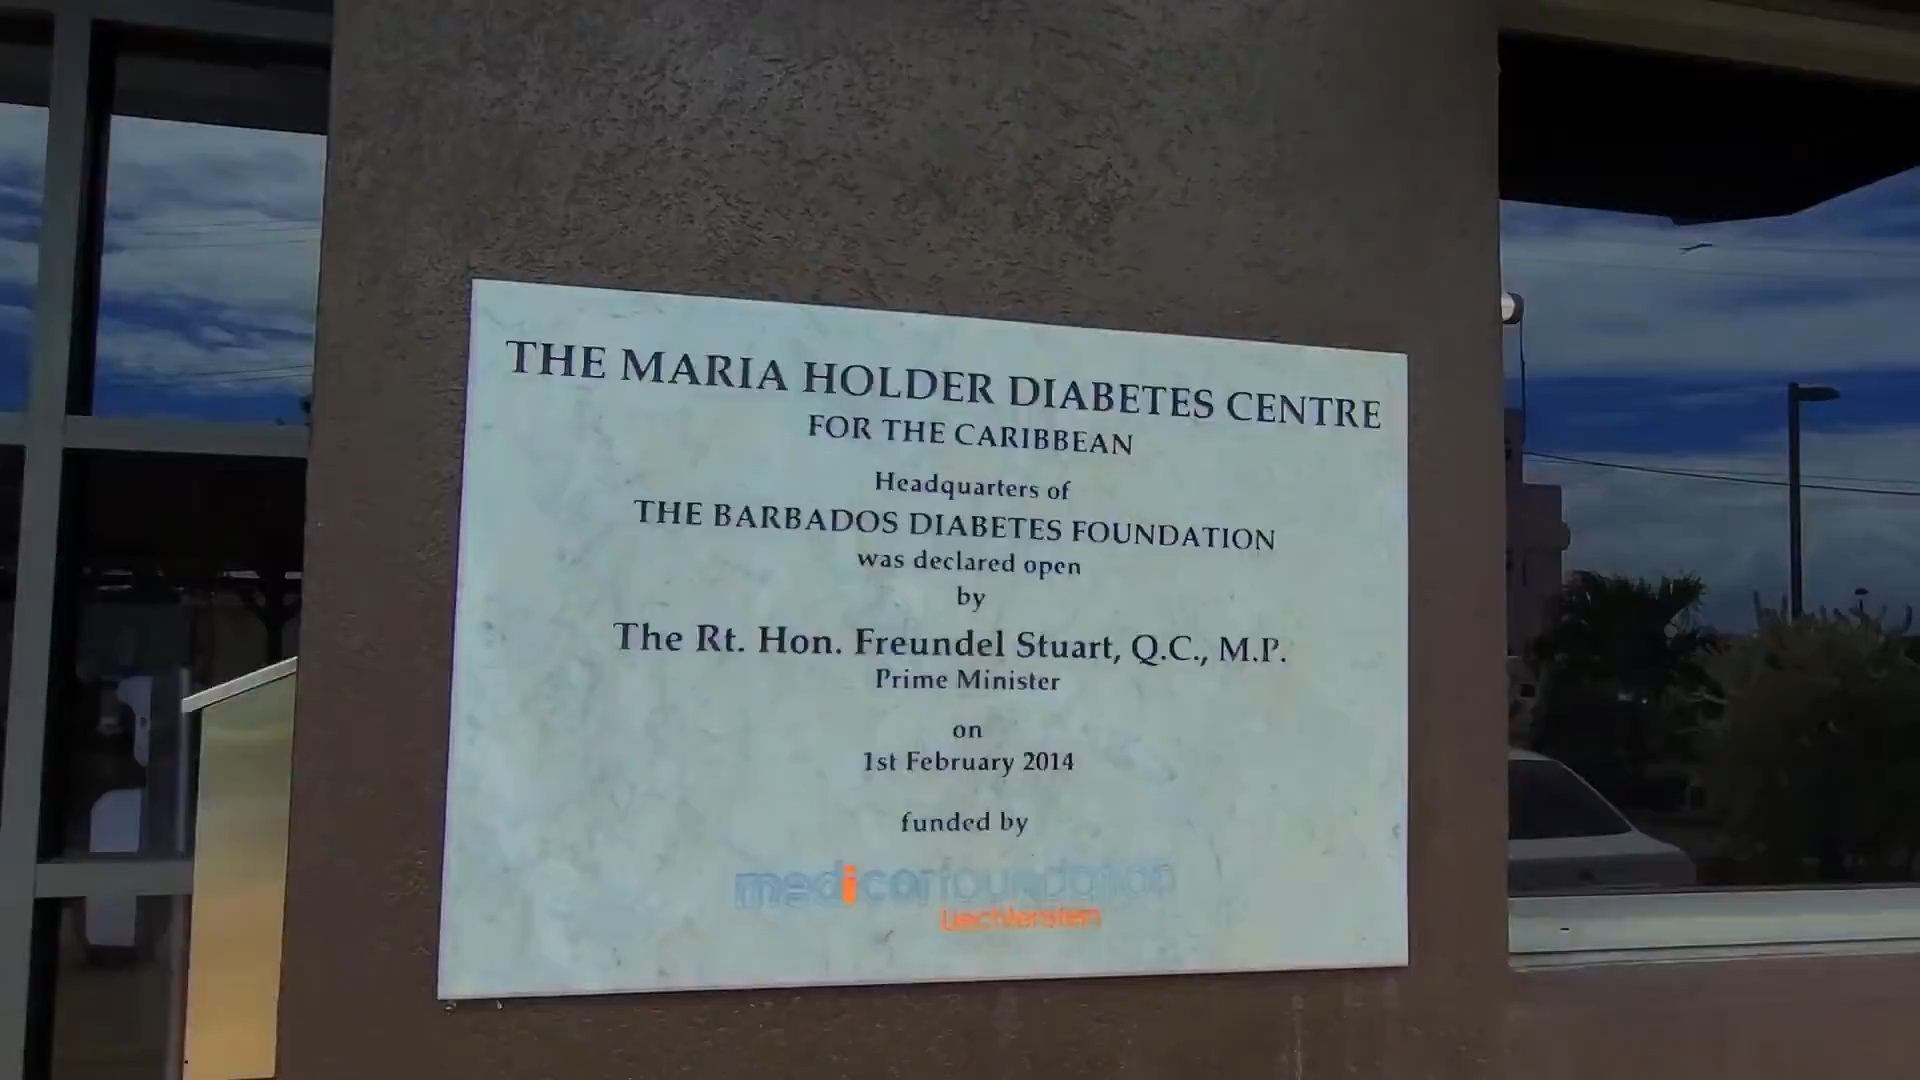 THE MARIA HOLDER DIABETES CENTRE
FOR THE CARIBBEAN
Headquarters of
THE BARBADOS DIABETES FOUNDATION
was declared open
by
The Rt. Hon. Freundel Stuart, Q.C., M.P.
Prime Minister
on
1st February 2014
funded by
medicorfoundation
Liechtenstein